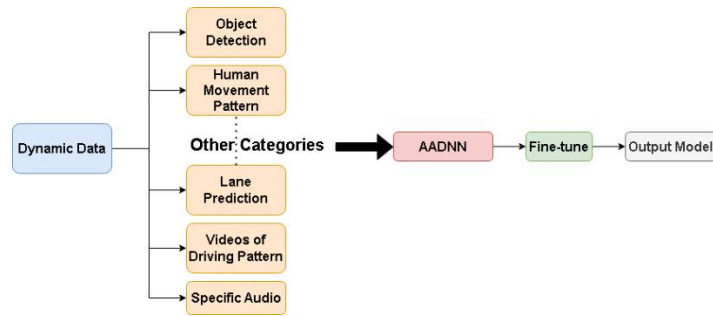 Object
Detection
Human
Movement
Pattern
Dynamic Data
Other Categories
AADNN
Fine-tune
Output Model
Lane
Prediction
Videos of
Driving Pattern
Specific Audio